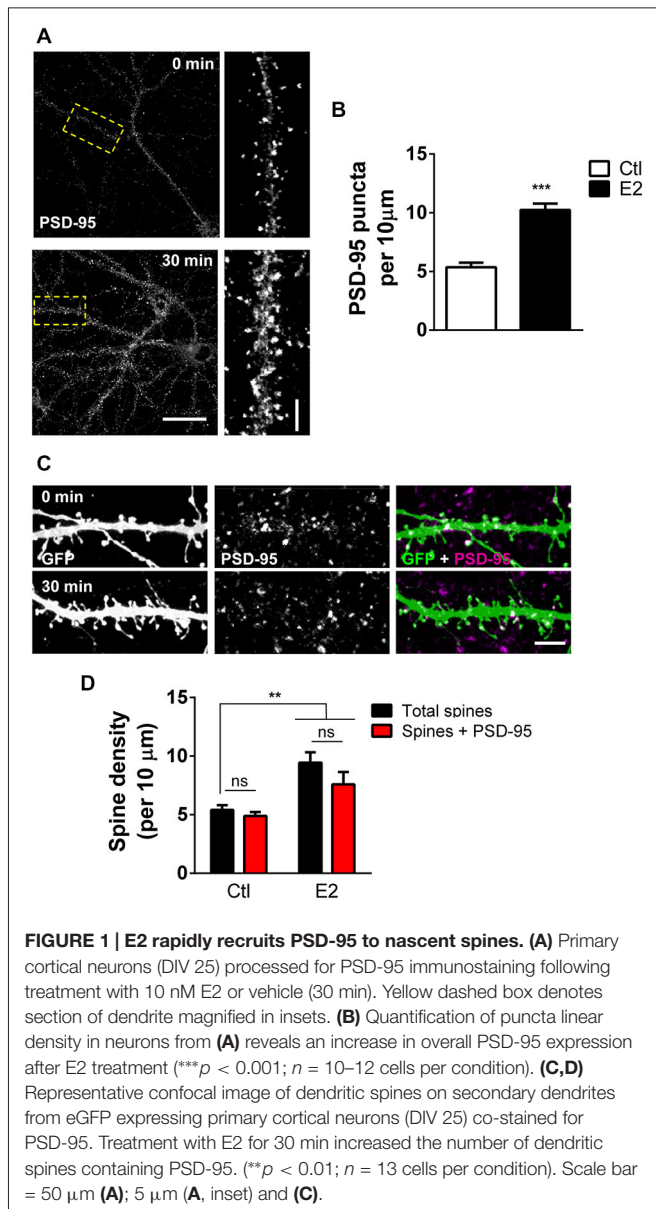 A
0 min
PSD-95
30 min
B
PSD-95 puncta
per 10μm
15
10
5
0
***
Ctl
E2
C
0 min
GFP
PSD-95
GFP + PSD-95
30 min
D
Spine density
(per 10 μm)
15
10
5
0
**
ns
ns
Total spines
Spines + PSD-95
Ctl
E2
FIGURE 1 | E2 rapidly recruits PSD-95 to nascent spines. (A) Primary
cortical neurons (DIV 25) processed for PSD-95 immunostaining following
treatment with 10 nM E2 or vehicle (30 min). Yellow dashed box denotes
section of dendrite magnified in insets. (B) Quantification of puncta linear
density in neurons from (A) reveals an increase in overall PSD-95 expression
after E2 treatment (***p < 0.001; n = 10–12 cells per condition). (C,D)
Representative confocal image of dendritic spines on secondary dendrites
from eGFP expressing primary cortical neurons (DIV 25) co-stained for
PSD-95. Treatment with E2 for 30 min increased the number of dendritic
spines containing PSD-95. (**p < 0.01; n = 13 cells per condition). Scale bar
= 50 μm (A); 5 μm (A, inset) and (C).